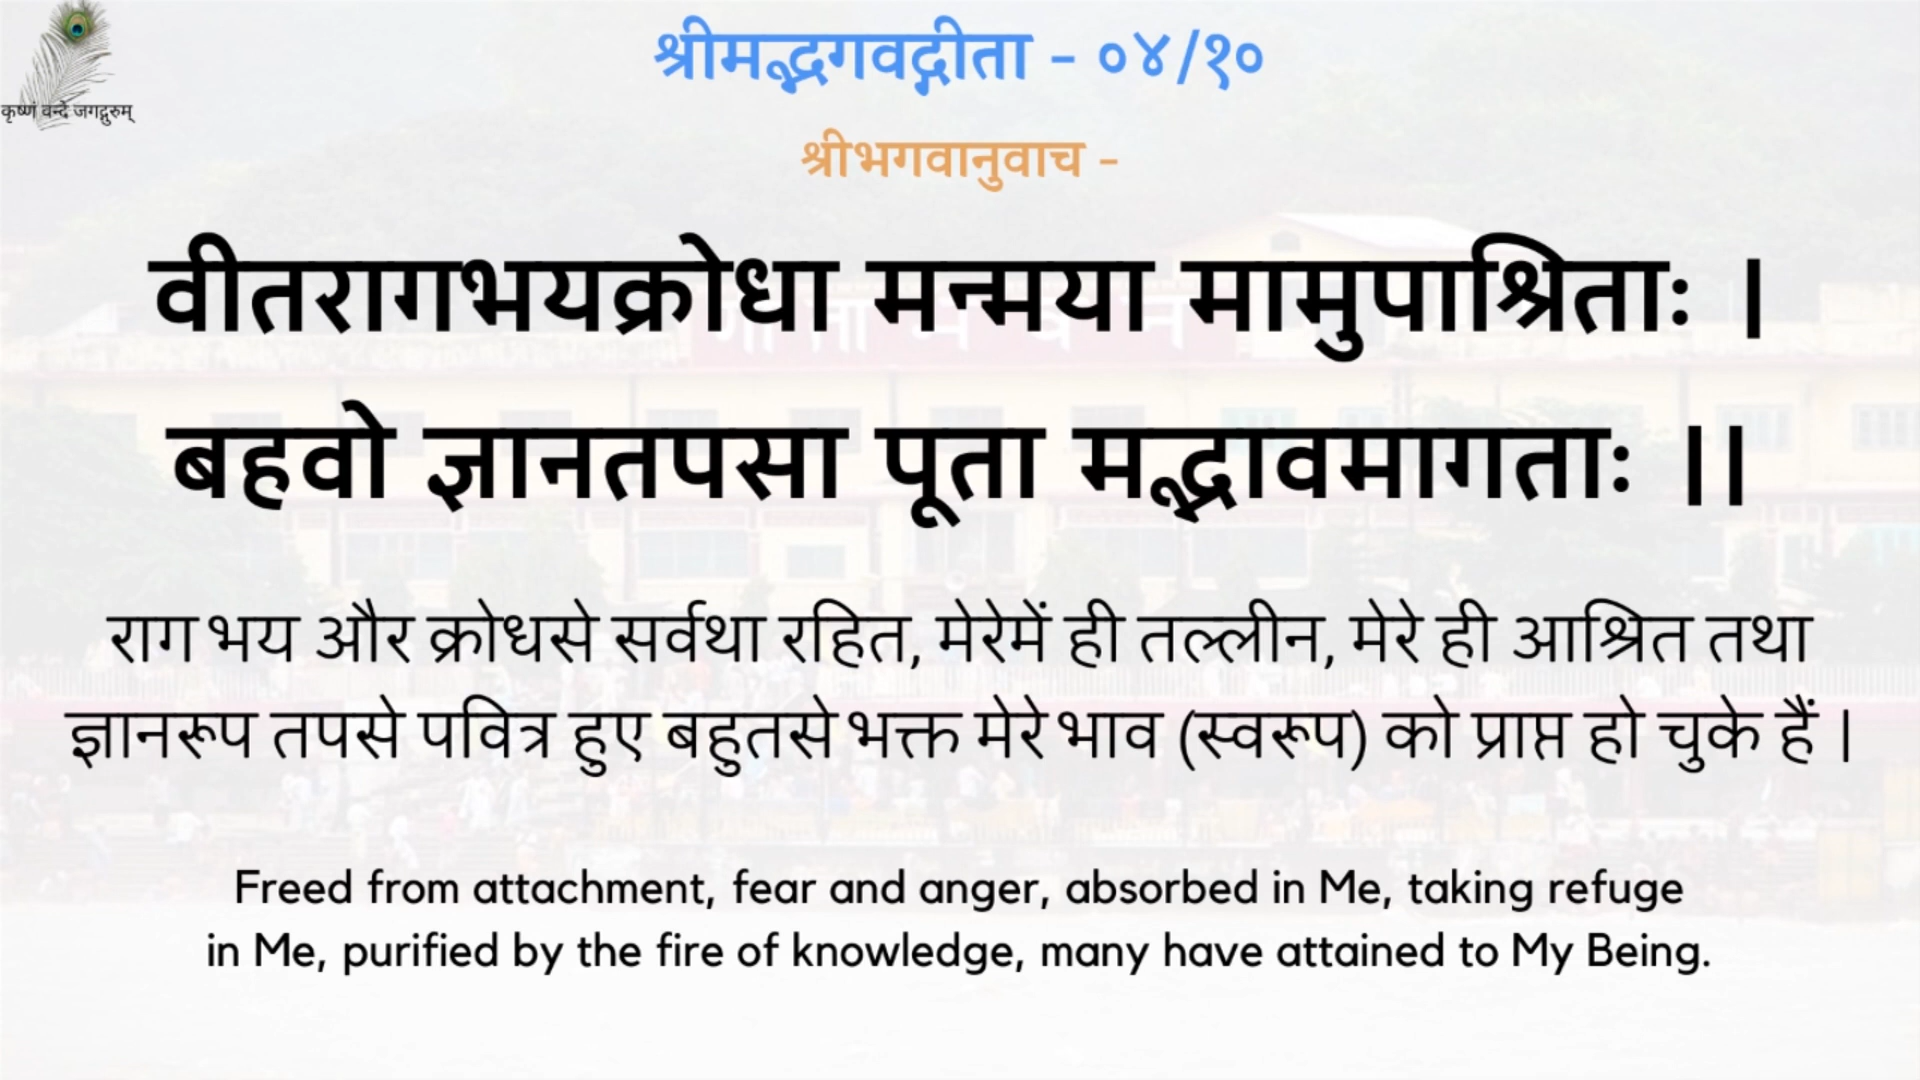 श्रीमद्भगवद्गीता - ०४/१०
कृष्णं वन्दे जगद्गुरुम्
श्रीभगवानुवाच -
वीतरागभयक्रोधा मन्मया मामुपाश्रिताः |
बहवो ज्ञानतपसा पूता मद्भावमागताः ||
राग भय और क्रोधसे सर्वथा रहित, मेरेमें ही तल्लीन, मेरे ही आश्रित तथा
ज्ञानरूप तपसे पवित्र हुए बहुतसे भक्त मेरे भाव (स्वरूप) को प्राप्त हो चुके हैं |
Freed from attachment, fear and anger, absorbed in Me, taking refuge
in Me, purified by the fire of knowledge, many have attained to My Being.